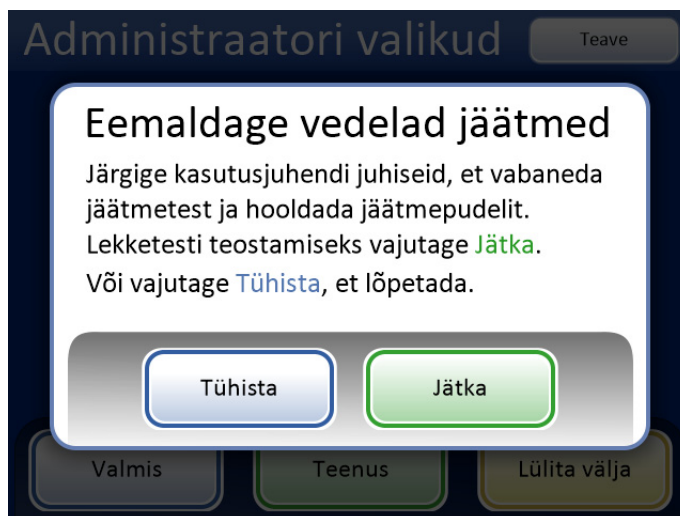 Administraatori valikud
Teave
Eemaldage vedelad jäätmed
Järgige kasutusjuhendi juhiseid, et vabaneda
jäätmetest ja hooldada jäätmepudelit.
Lekketesti teostamiseks vajutage Jätka.
Või vajutage Tühista, et lõpetada.
Tühista
Jätka
Valmis
Teenus
Lülita välja